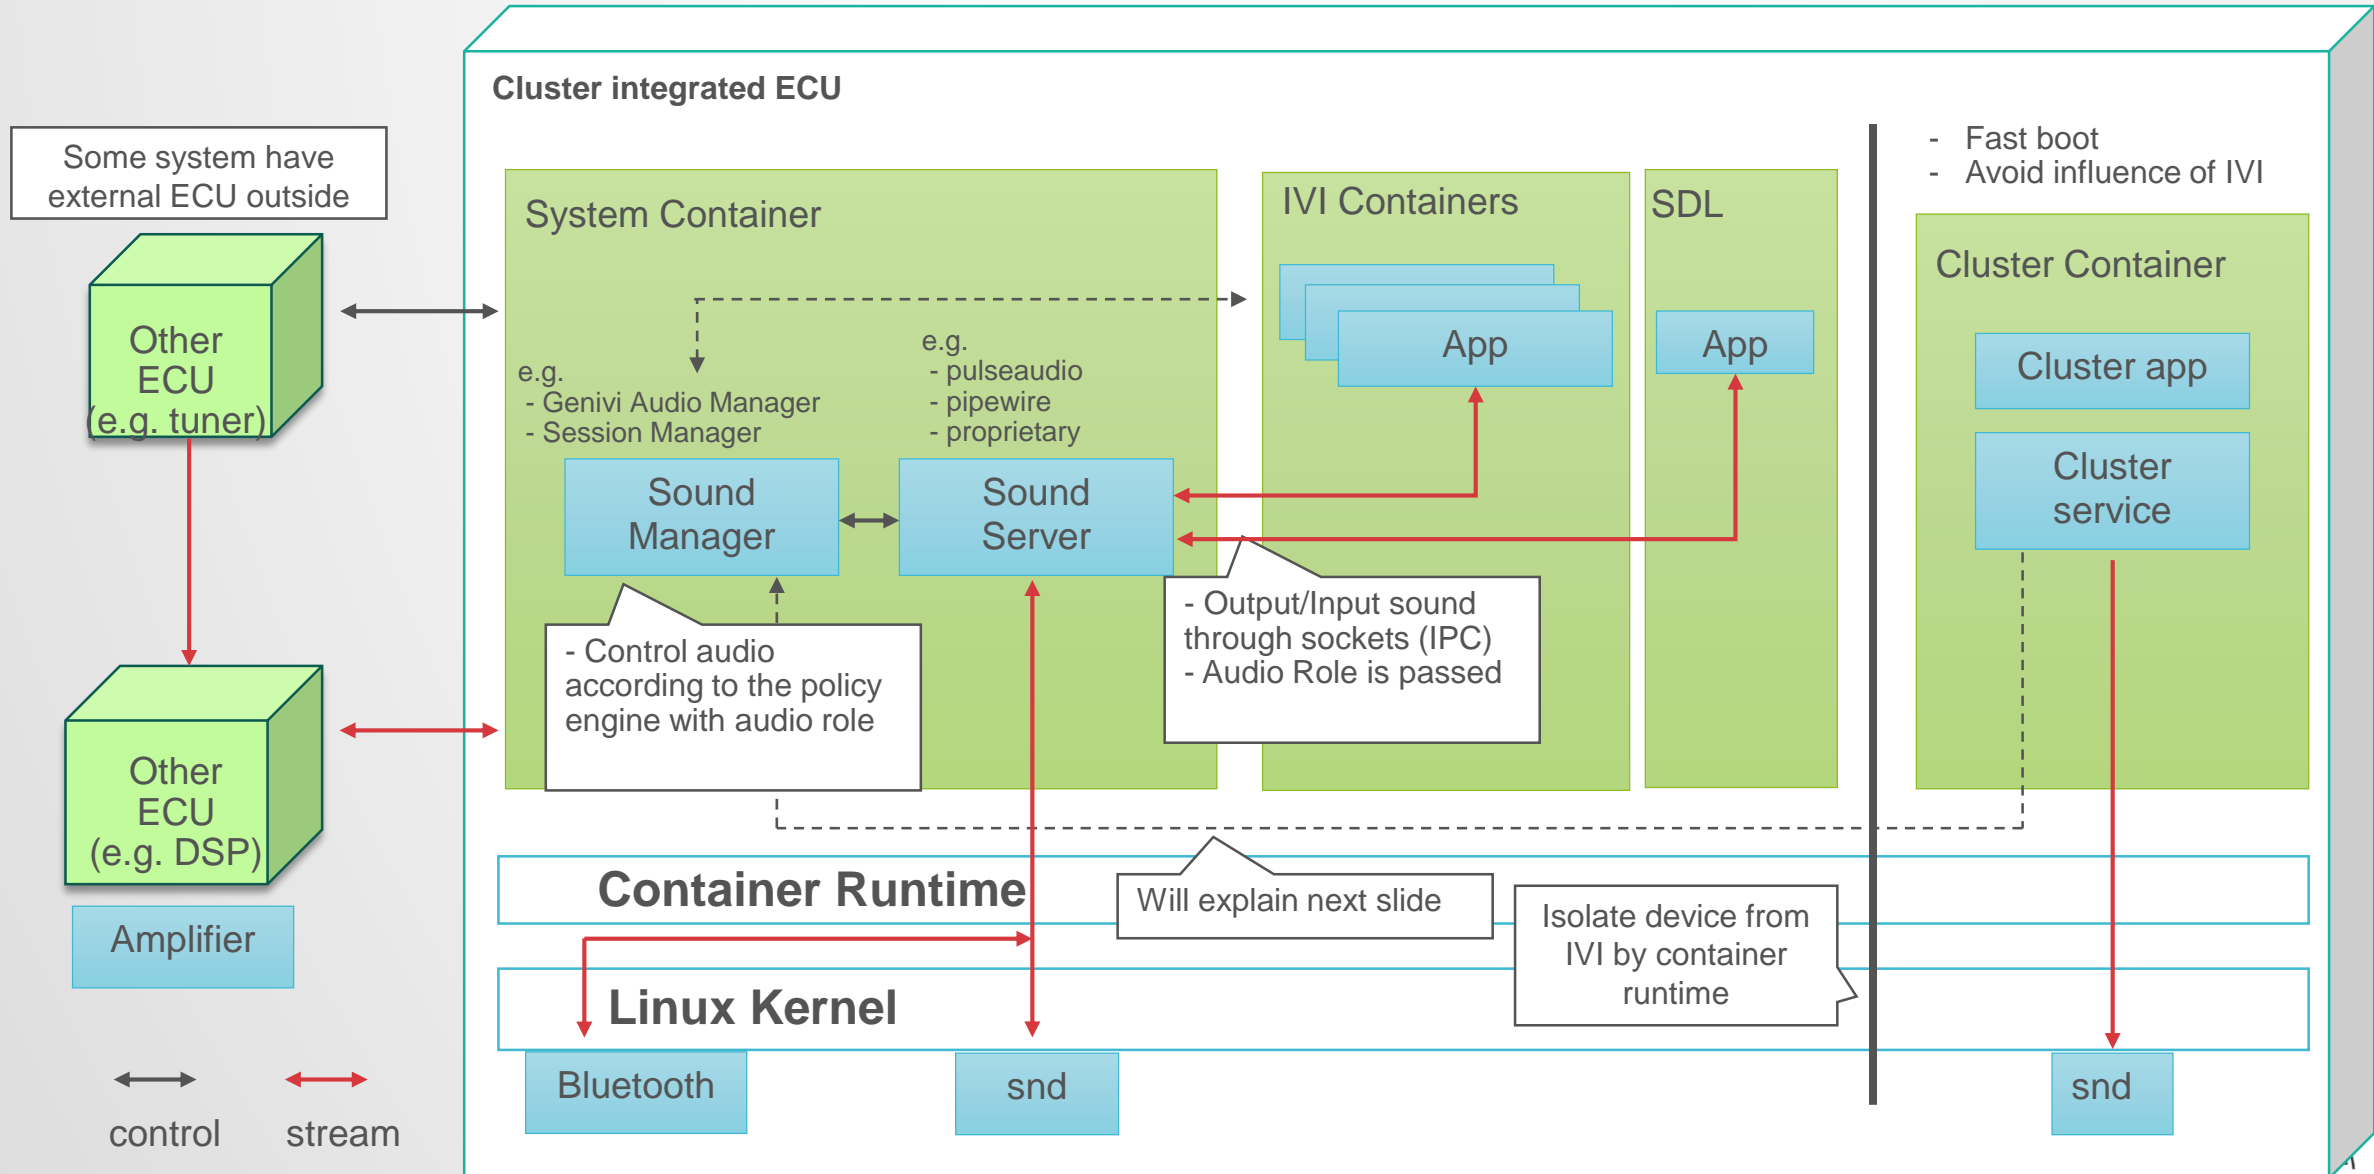 Cluster integrated ECU
Some system have
external ECU outside
- Fast boot
- Avoid influence of IVI
System Container
IVI Containers
SDL
Cluster Container
Other
ECU
(e.g. tuner)
e.g.
- Genivi Audio Manager
- Session Manager
e.g.
- pulseaudio
- pipewire
- proprietary
App
App
Cluster app
Sound
Manager
Sound
Server
Cluster
service
- Control audio
according to the policy
engine with audio role
- Output/Input sound
through sockets (IPC)
- Audio Role is passed
Other
ECU
(e.g. DSP)
Amplifier
Container Runtime
Will explain next slide
Isolate device from
IVI by container
runtime
Linux Kernel
Bluetooth
snd
snd
control
stream